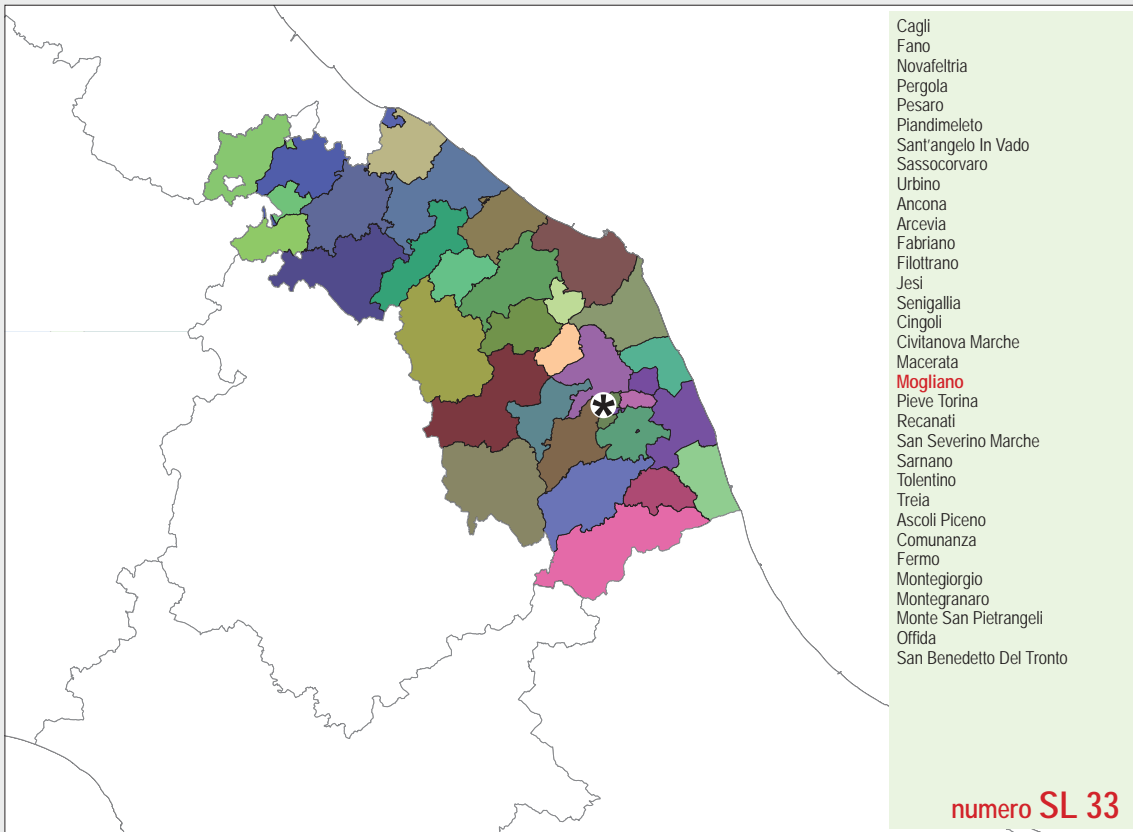 Cagli
Fano
Novafeltria
Pergola
Pesaro
Piandimeleto
Sant'angelo In Vado
Sassocorvaro
Urbino
Ancona
Arcevia
Fabriano
Filottrano
Jesi
Senigallia
Cingoli
Civitanova Marche
Macerata
Mogliano
Pieve Torina
Recanati
San Severino Marche
Sarnano
Tolentino
Treia
Ascoli Piceno
Comunanza
Fermo
Montegiorgio
Montegranaro
Monte San Pietrangeli
Offida
San Benedetto Del Tronto
numero SL 33